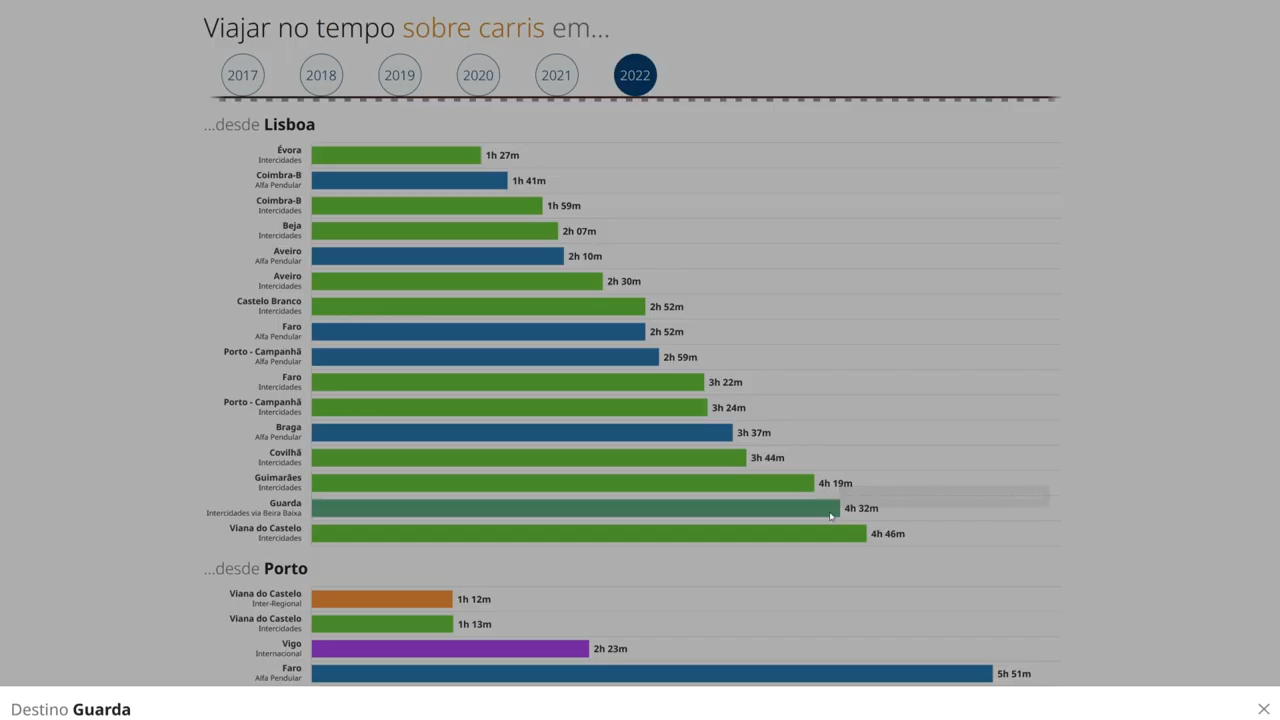 Viajar no tempo sobre carris em...
2017 2018 2019 2020 2021 2022
...desde Lisboa
Évora
Intercidades
1h 27m
Coimbra-B
Alfa Pendular
1h 41m
Coimbra-B
Intercidades
1h 59m
Beja
Intercidades
2h 07m
Aveiro
Alfa Pendular
2h 10m
Aveiro
Intercidades
2h 30m
Castelo Branco
Intercidades
2h 52m
Faro
Alfa Pendular
2h 52m
Porto - Campanhã
Alfa Pendular
2h 59m
Faro
Intercidades
3h 22m
Porto - Campanhã
Intercidades
3h 24m
Braga
Alfa Pendular
3h 37m
Covilhã
Intercidades
3h 44m
Guimarães
Intercidades
4h 19m
Guarda
Intercidades via Beira Baixa
4h 32m
Viana do Castelo
Intercidades
4h 46m
...desde Porto
Viana do Castelo
Inter-Regional
1h 12m
Viana do Castelo
Intercidades
1h 13m
Vigo
Internacional
2h 23m
Faro
Alfa Pendular
5h 51m
Destino Guarda